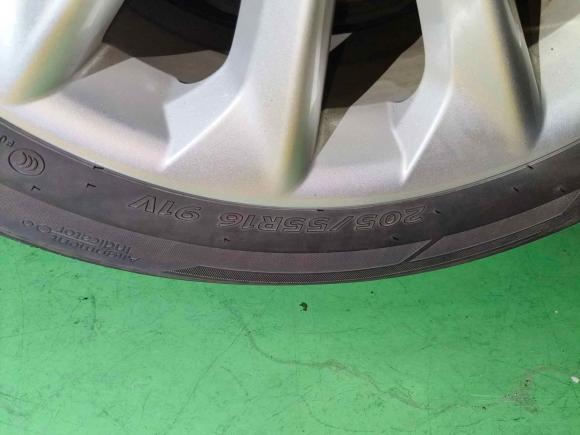 205/55R16 91V
Alignment
Indicator